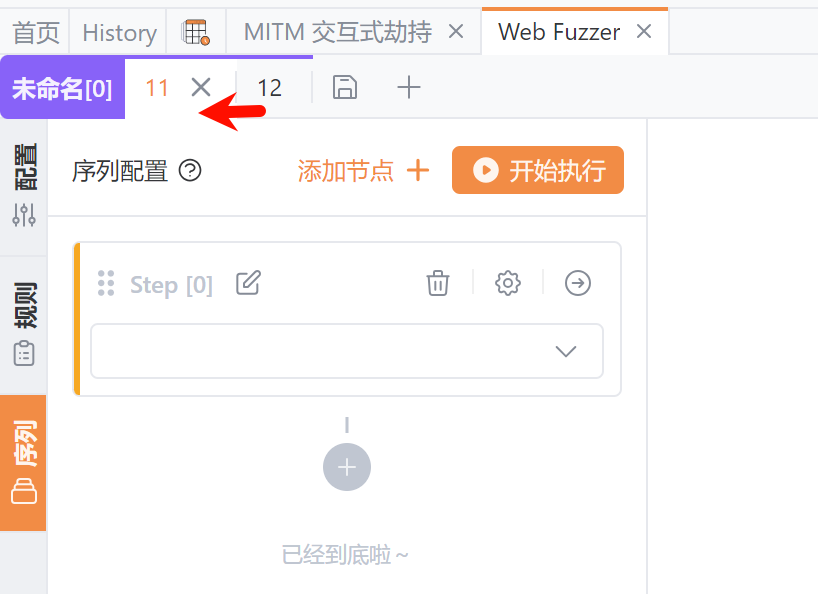 首页 History MITM 交互式劫持 Web Fuzzer
未命名[0] 11 12
配置
序列配置 添加节点 开始执行
规则
Step [0]
序列
已经到底啦~